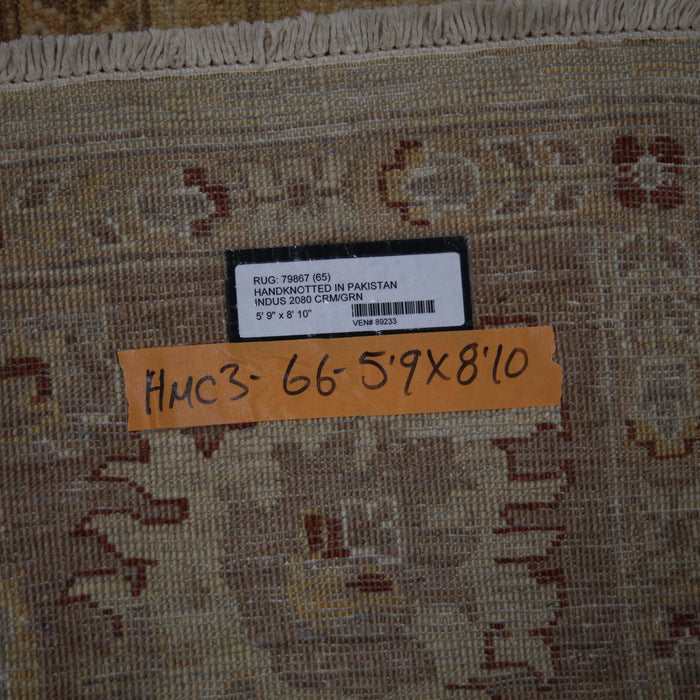 RUG: 79867 (65)
HANDKNOTTED IN PAKISTAN
INDUS 2080 CRM/GRN
5' 9" x 8' 10"
VEN# 89233
HMC3- 66-5'9X8'10